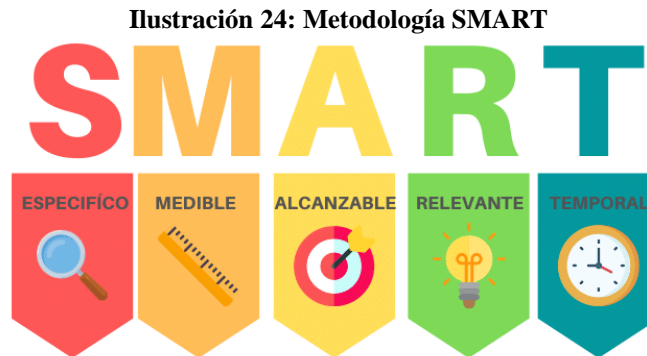 Ilustración 24: Metodología SMART
SMART
ESPECIFÍCO MEDIBLE ALCANZABLE RELEVANTE TEMPORAL